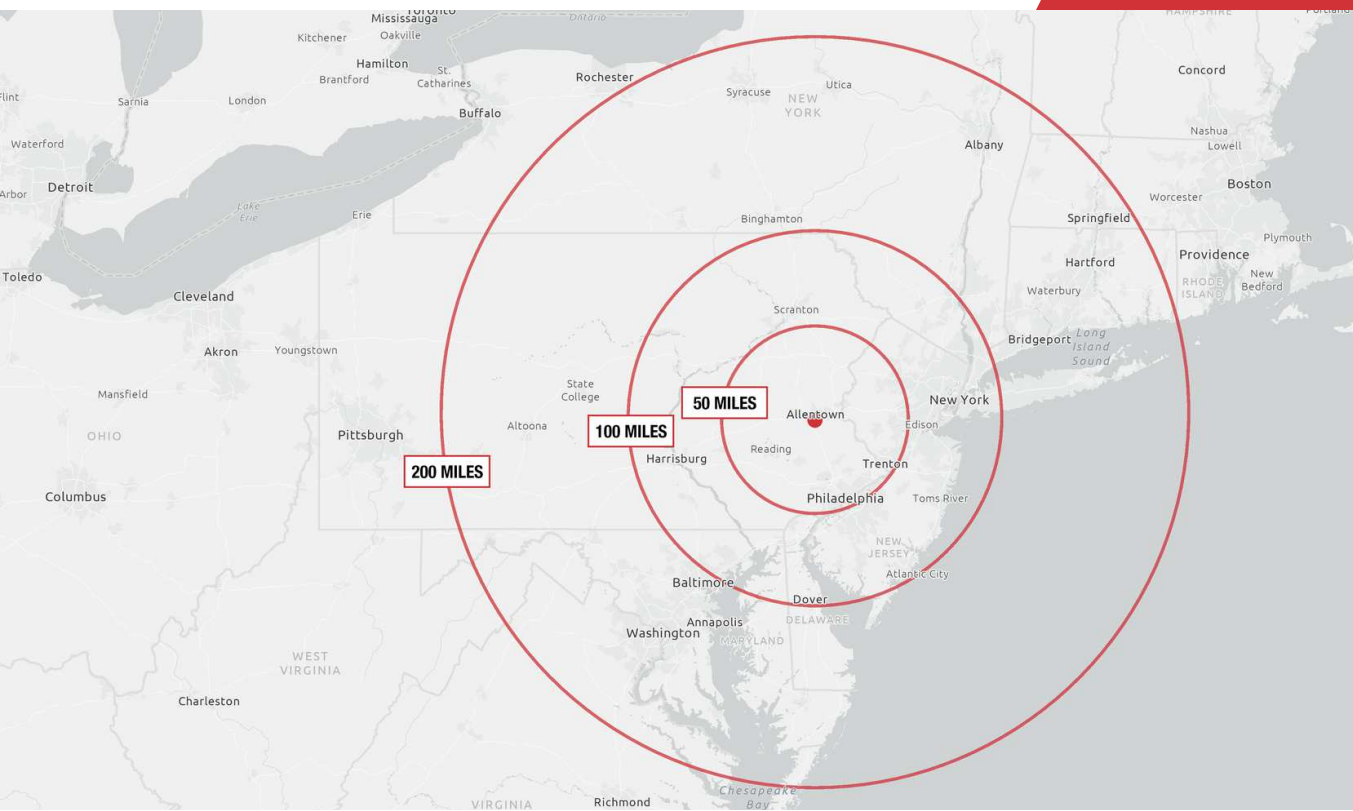 Toronto
Mississauga
Ontario
HAMPSHIRE
Portland
Kitchener
Oakville
Hamilton
Brantford
St.
Catharines
Rochester
Syracuse
Utica
NEW
YORK
Concord
Flint
Sarnia
London
Buffalo
Nashua
Lowell
Waterford
Albany
Arbor
Detroit
Boston
Worcester
Lake
Erie
Erie
Binghamton
Springfield
Plymouth
Toledo
Hartford
Providence
New
Bedford
RHODE
ISLAND
Cleveland
Waterbury
Scranton
Akron
Youngstown
Bridgeport
Long
Island
Sound
Mansfield
State
College
50 MILES
New York
Allentown
OHIO
Pittsburgh
Altoona
100 MILES
Edison
Harrisburg
Reading
Trenton
200 MILES
Columbus
Philadelphia
Toms River
NEW
JERSEY
Baltimore
Atlantic City
Dover
DELAWARE
Annapolis
Washington
MARYLAND
WEST
VIRGINIA
Charleston
VIRGINIA
Richmond
Chesapeake
Bay